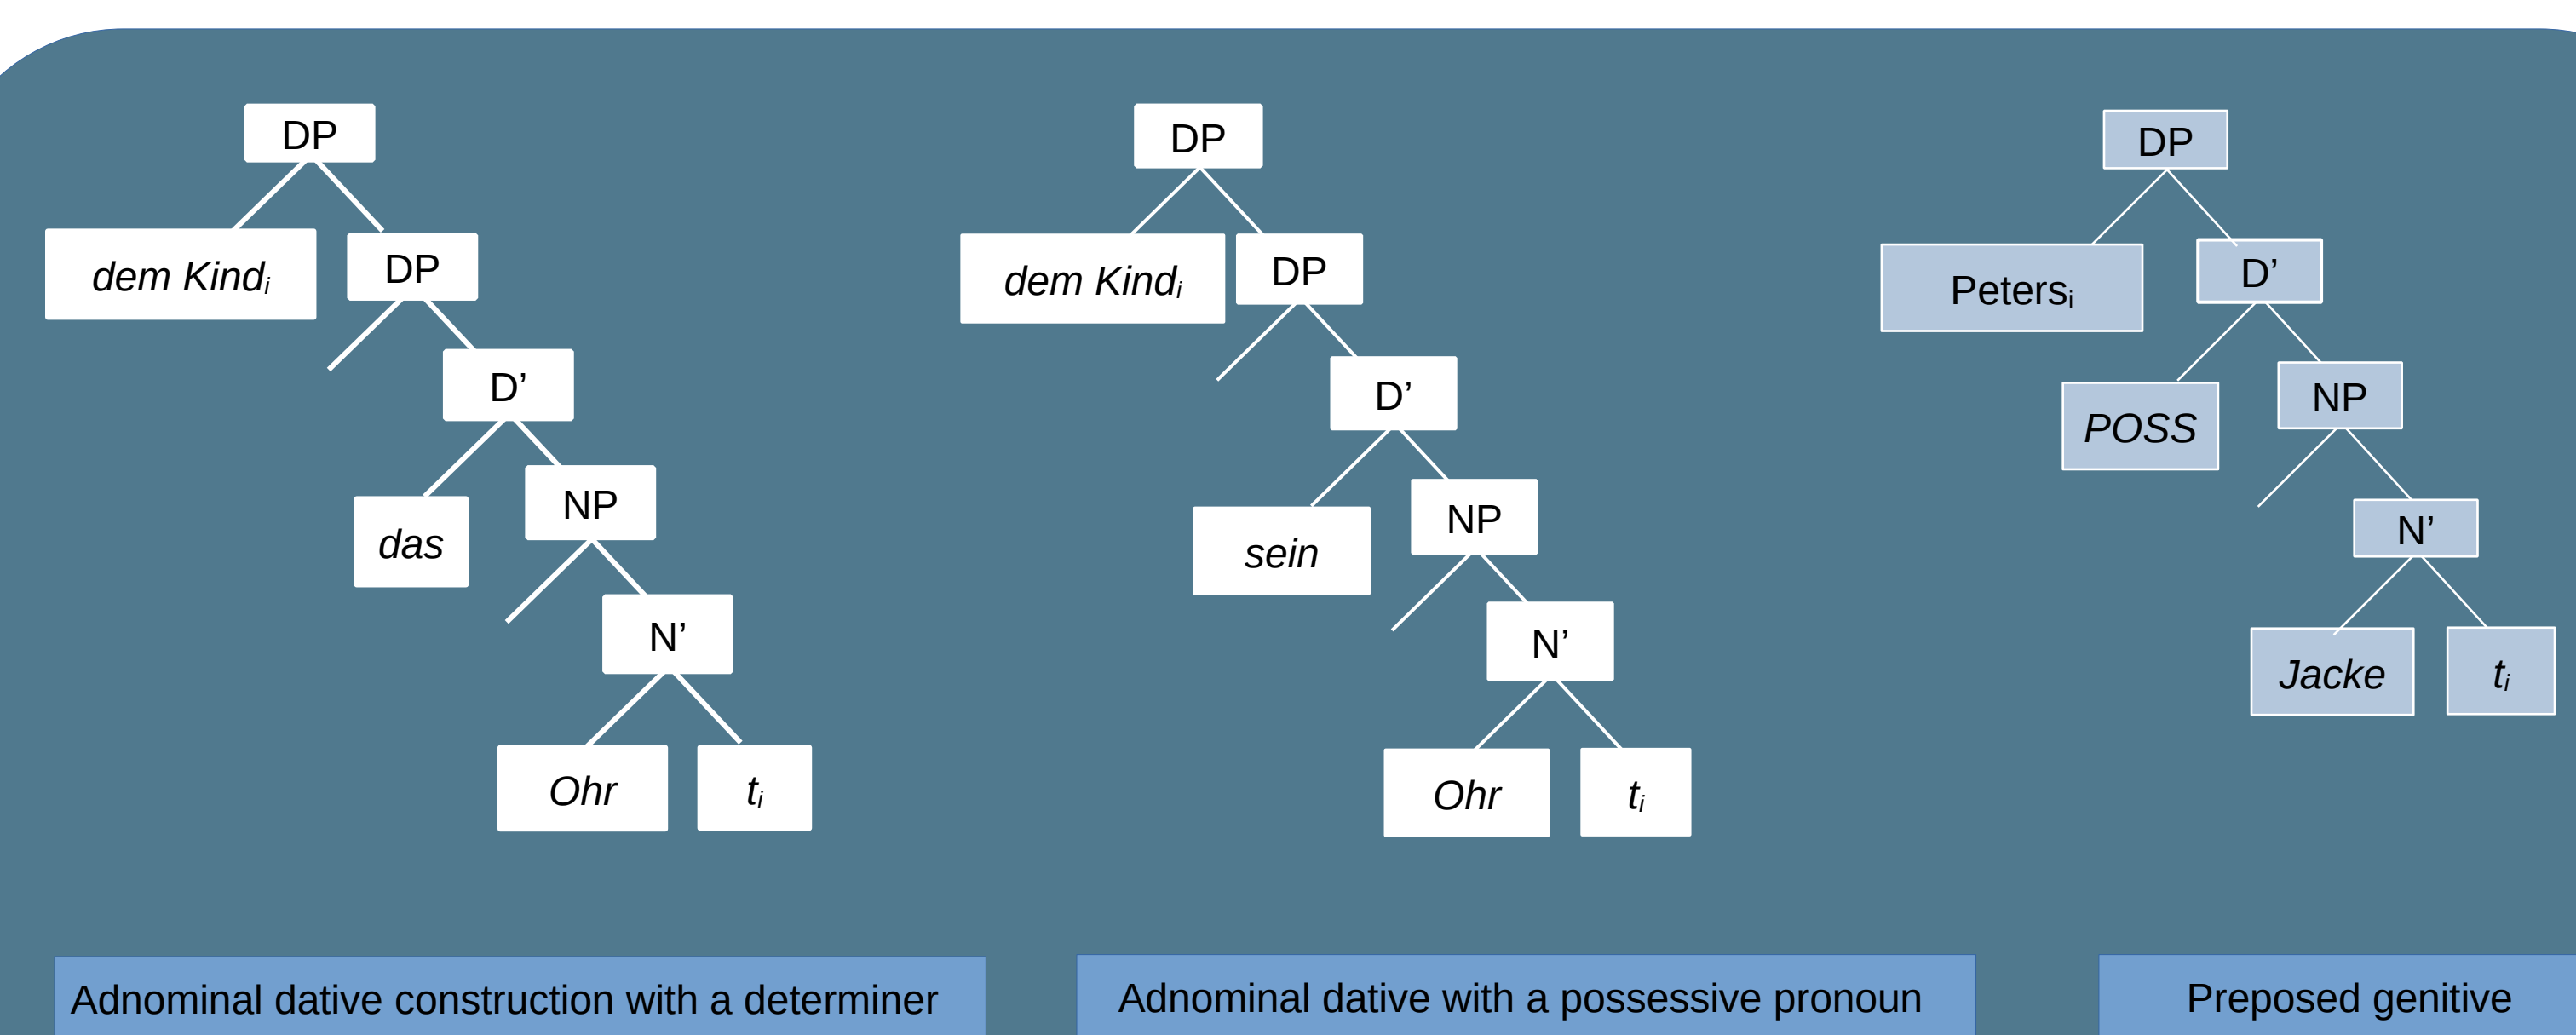 DP
dem Kindi
DP
D’
das
NP
N’
Ohr
ti
Adnominal dative construction with a determiner
DP
dem Kindi
DP
D’
sein
NP
N’
Ohr
ti
Adnominal dative with a possessive pronoun
DP
Petersi
D’
POSS
NP
N’
Jacke
ti
Preposed genitive